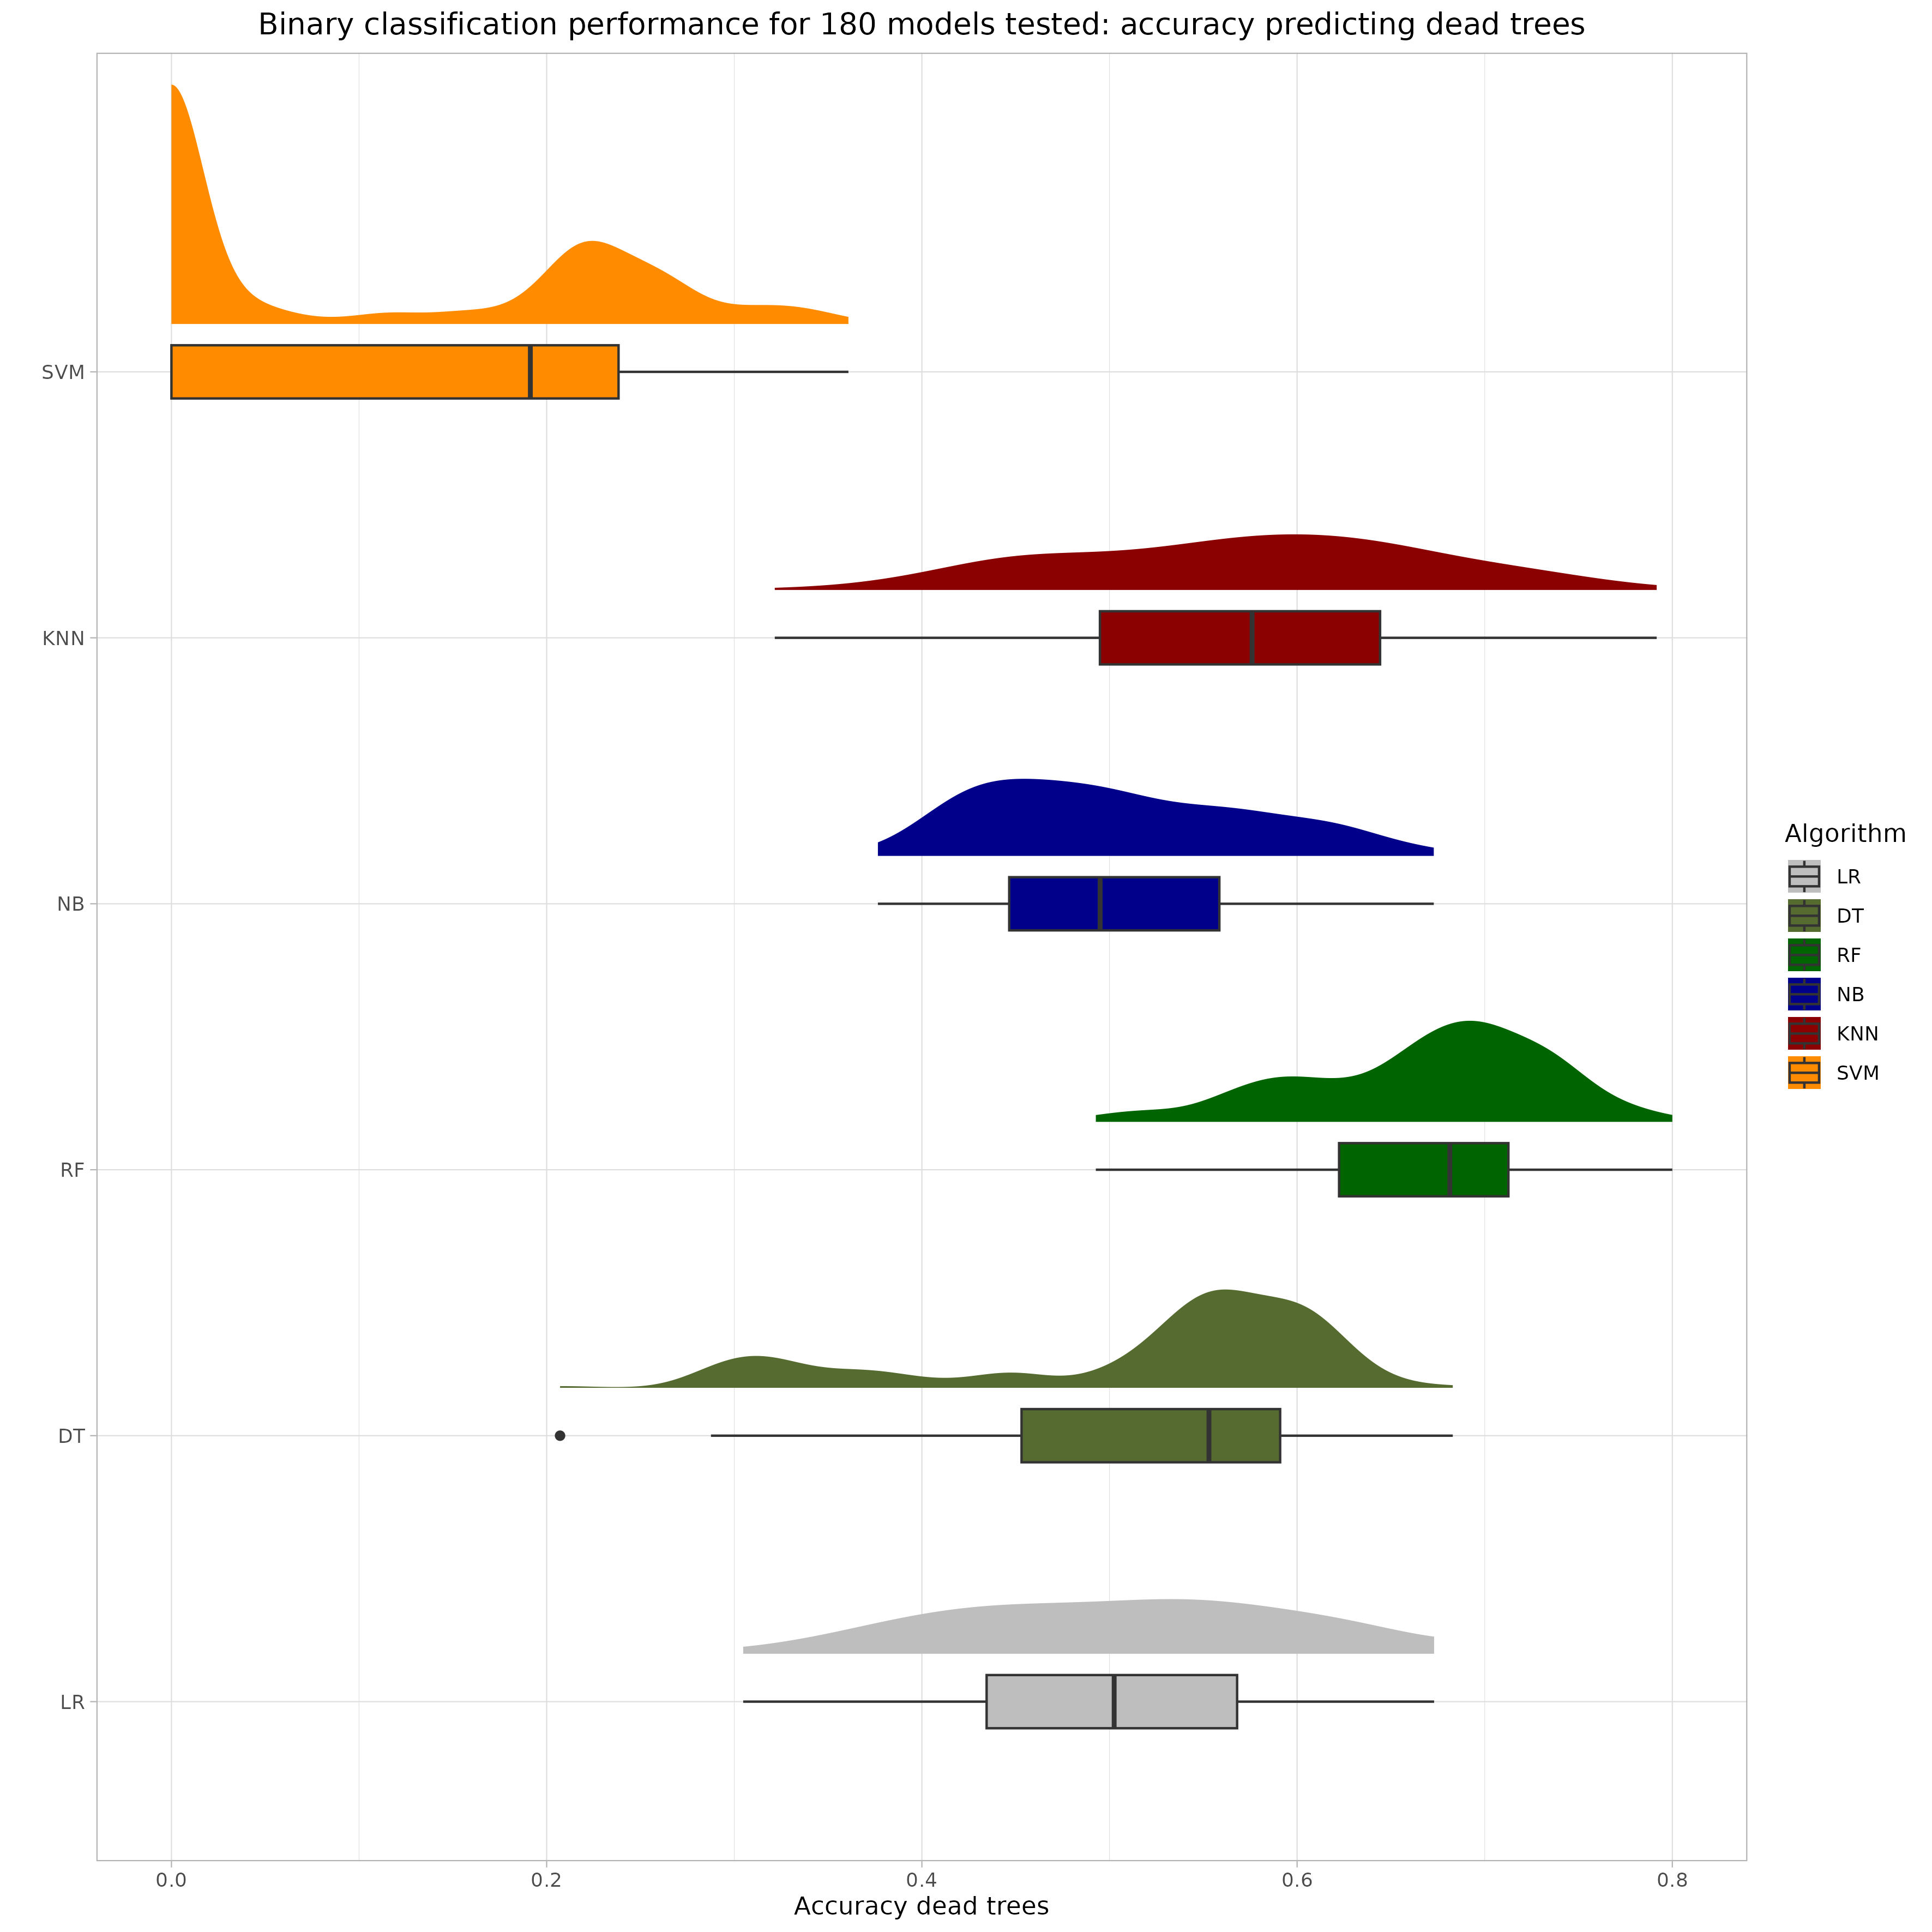 Binary classification performance for 180 models tested: accuracy predicting dead trees
SVM
KNN
NB
RF
DT
LR
0.0 0.2 0.4 0.6 0.8
Accuracy dead trees
Algorithm
LR
DT
RF
NB
KNN
SVM